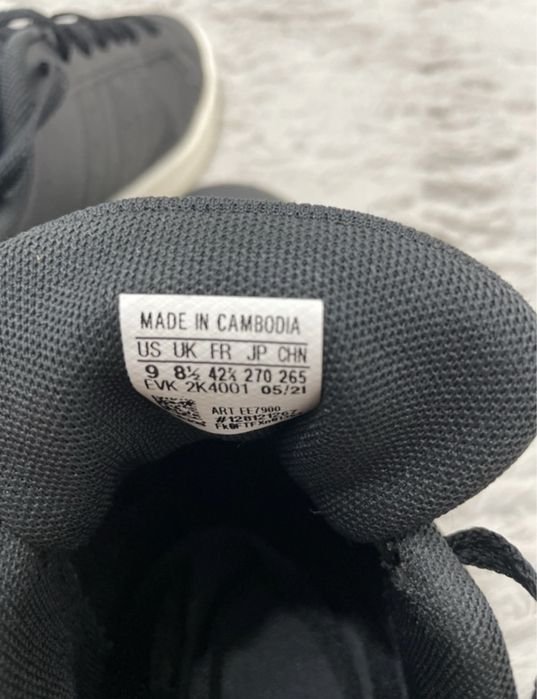 MADE IN CAMBODIA
US UK FR JP CHN
9 8½ 42⅔ 270 265
EVK 2K4001 05/21
ART EE7900
#128121267